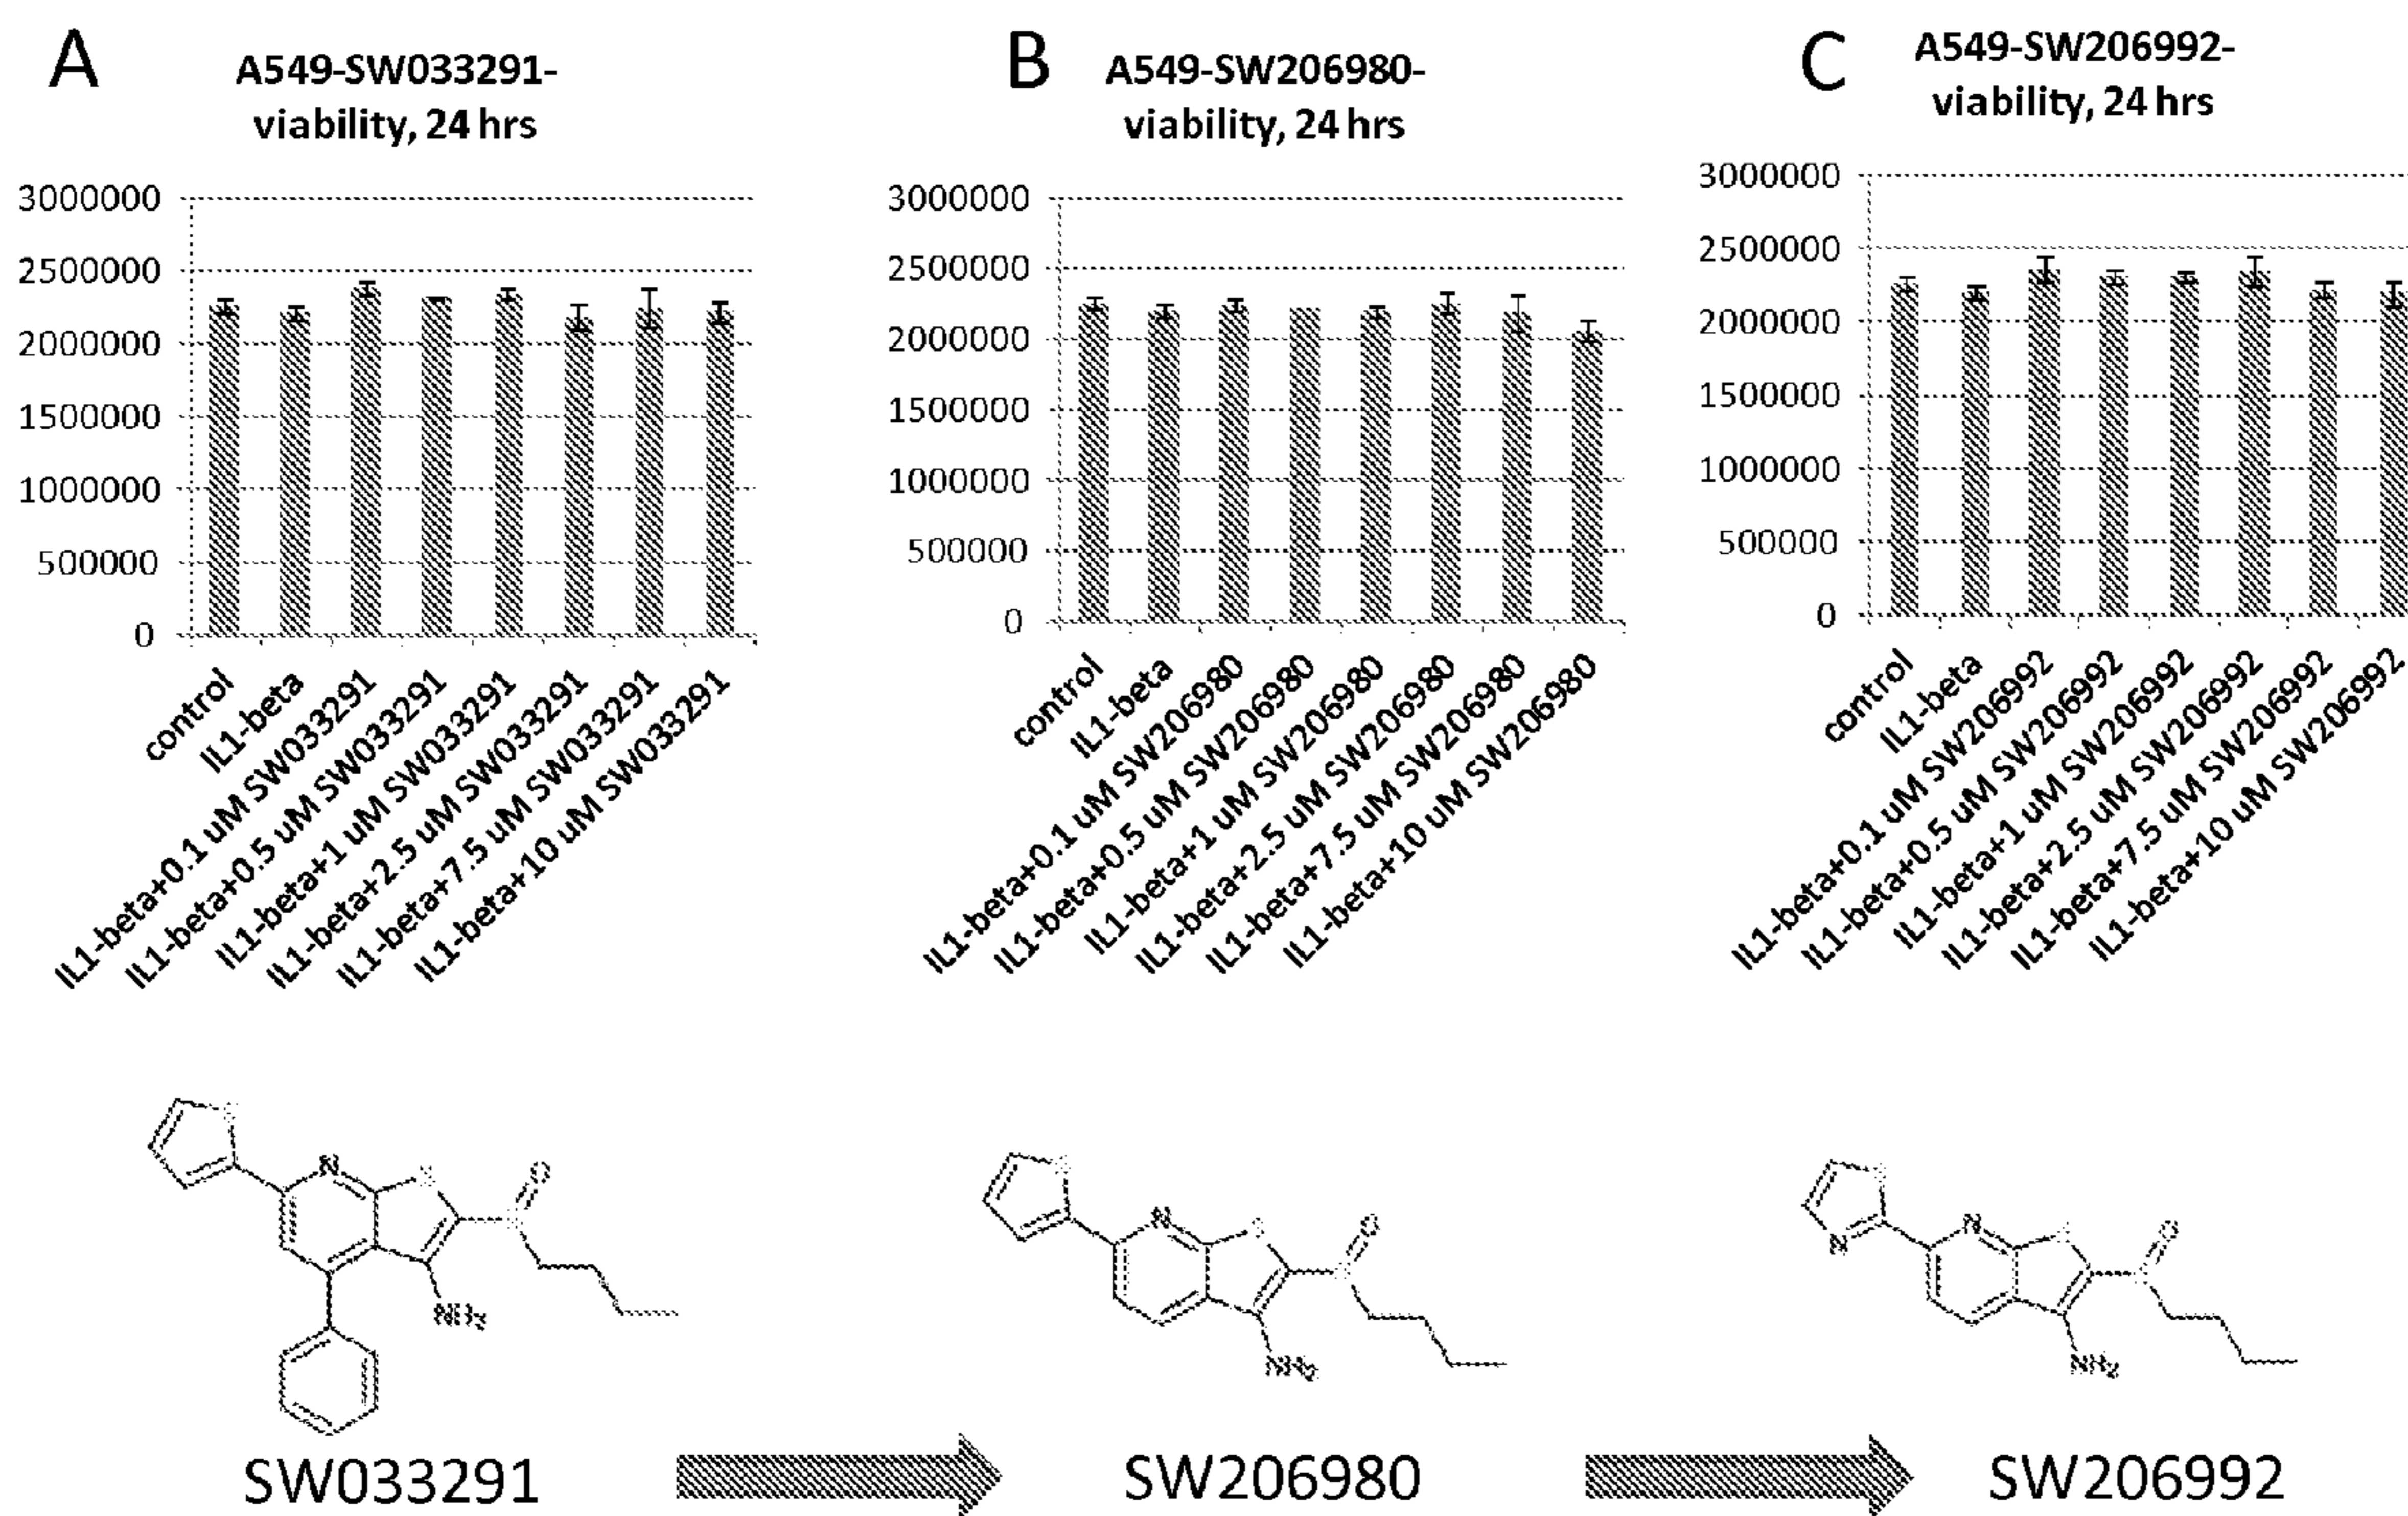 A
A549-SW033291-
viability, 24 hrs
3000000
2500000
2000000
1500000
1000000
500000
0
control
IL1-beta
IL1-beta+0.1 uM SW033291
IL1-beta+0.5 uM SW033291
IL1-beta+1 uM SW033291
IL1-beta+2.5 uM SW033291
IL1-beta+7.5 uM SW033291
IL1-beta+10 uM SW033291
B
A549-SW206980-
viability, 24 hrs
3000000
2500000
2000000
1500000
1000000
500000
0
control
IL1-beta
IL1-beta+0.1 uM SW206980
IL1-beta+0.5 uM SW206980
IL1-beta+1 uM SW206980
IL1-beta+2.5 uM SW206980
IL1-beta+7.5 uM SW206980
IL1-beta+10 uM SW206980
C
A549-SW206992-
viability, 24 hrs
3000000
2500000
2000000
1500000
1000000
500000
0
control
IL1-beta
IL1-beta+0.1 uM SW206992
IL1-beta+0.5 uM SW206992
IL1-beta+1 uM SW206992
IL1-beta+2.5 uM SW206992
IL1-beta+7.5 uM SW206992
IL1-beta+10 uM SW206992
S
N
S
O
S
NH2
SW033291
S
N
S
O
S
NH2
SW206980
S
N
N
S
O
S
NH2
SW206992